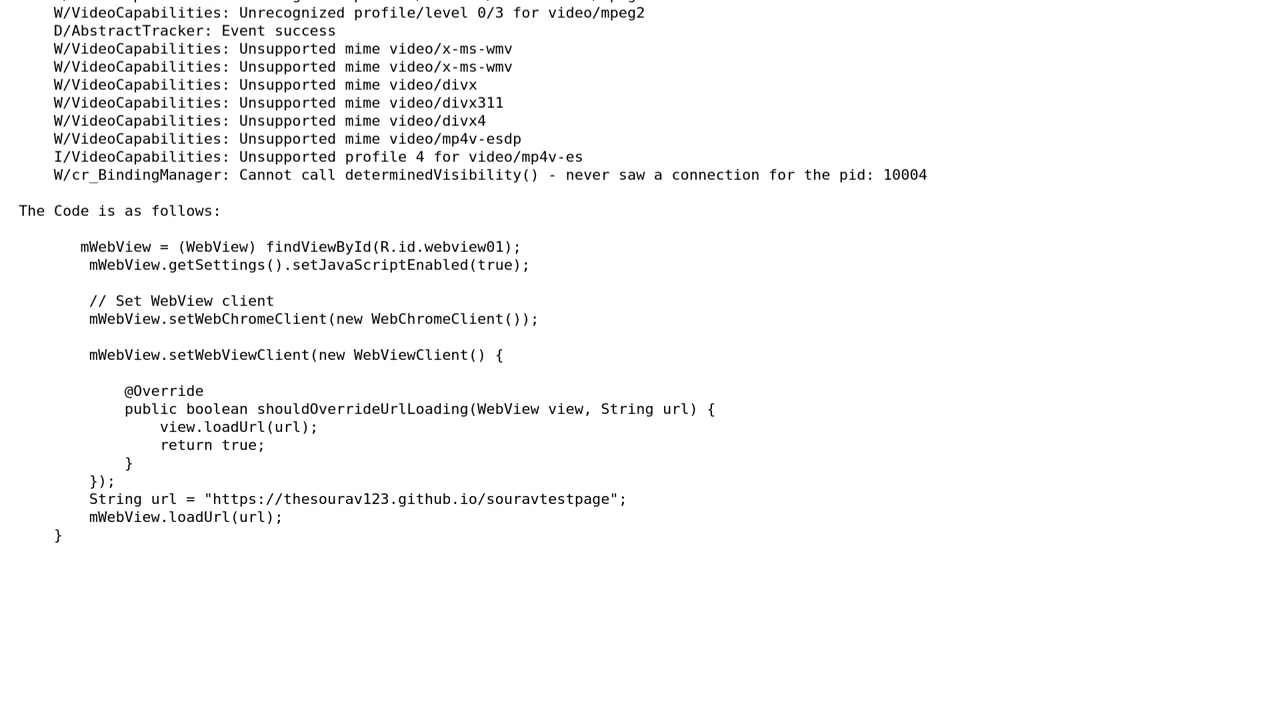 W/VideoCapabilities: Unrecognized profile/level 0/3 for video/mpeg2
D/AbstractTracker: Event success
W/VideoCapabilities: Unsupported mime video/x-ms-wmv
W/VideoCapabilities: Unsupported mime video/x-ms-wmv
W/VideoCapabilities: Unsupported mime video/divx
W/VideoCapabilities: Unsupported mime video/divx311
W/VideoCapabilities: Unsupported mime video/divx4
W/VideoCapabilities: Unsupported mime video/mp4v-esdp
I/VideoCapabilities: Unsupported profile 4 for video/mp4v-es
W/cr_BindingManager: Cannot call determinedVisibility() - never saw a connection for the pid: 10004
The Code is as follows:
mWebView = (WebView) findViewById(R.id.webview01);
mWebView.getSettings().setJavaScriptEnabled(true);
// Set WebView client
mWebView.setWebChromeClient(new WebChromeClient());
mWebView.setWebViewClient(new WebViewClient() {
@Override
public boolean shouldOverrideUrlLoading(WebView view, String url) {
view.loadUrl(url);
return true;
}
});
String url = "https://thesourav123.github.io/souravtestpage";
mWebView.loadUrl(url);
}